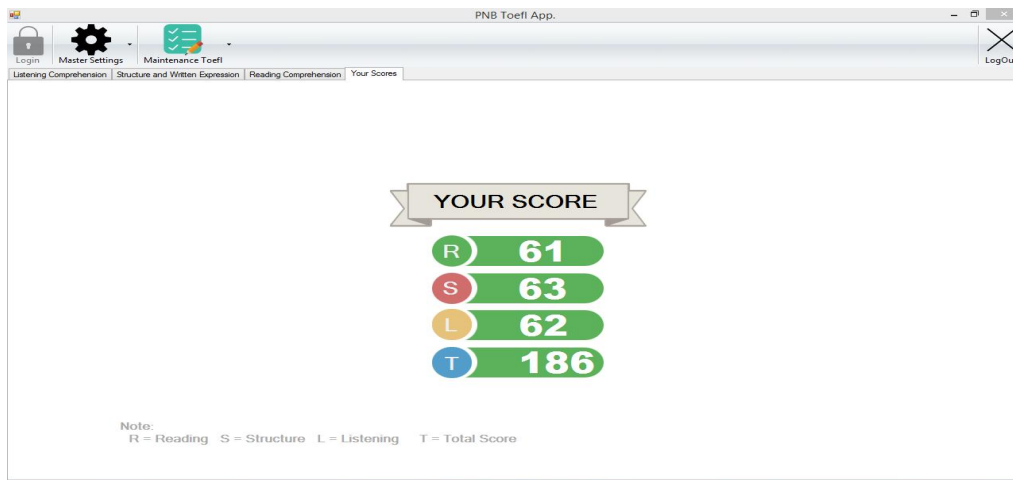 PNB Toefl App.
Login Master Settings Maintenance Toefl LogOu
Listening Comprehension Structure and Written Expression Reading Comprehension Your Scores
YOUR SCORE
R 61
S 63
L 62
T 186
Note:
R = Reading S = Structure L = Listening T = Total Score